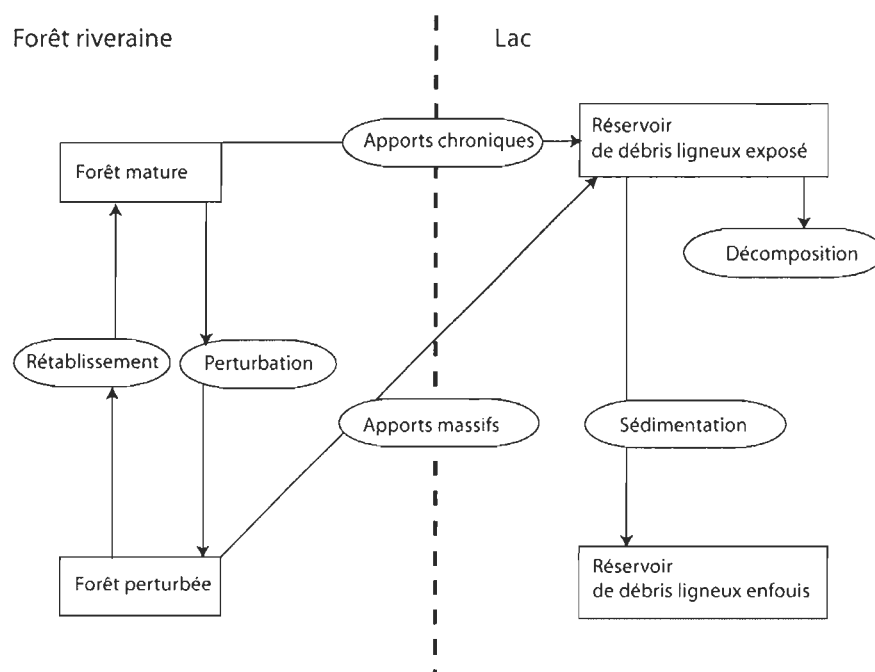 Forêt riveraine
Lac
Apports chroniques
Réservoir
de débris ligneux exposé
Forêt mature
Décomposition
Rétablissement
Perturbation
Apports massifs
Sédimentation
Forêt perturbée
Réservoir
de débris ligneux enfouis